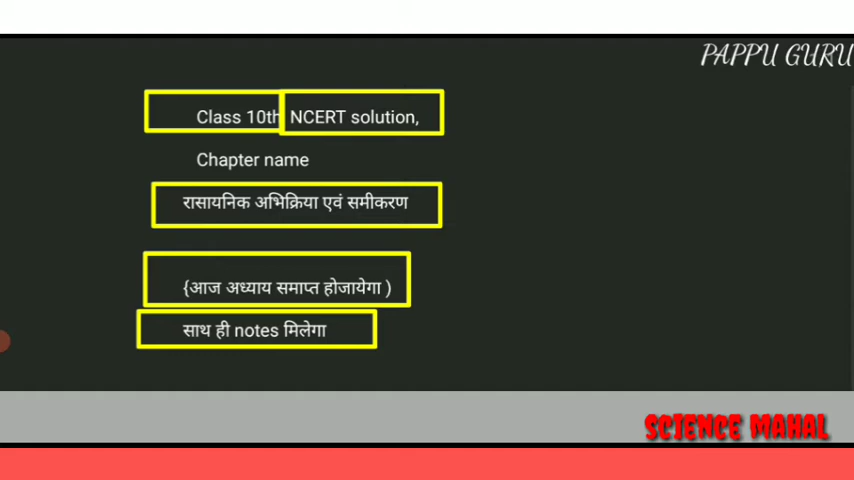 PAPPU GURU
Class 10th NCERT solution,
Chapter name
रासायनिक अभिक्रिया एवं समीकरण
{आज अध्याय समाप्त होजायेगा )
साथ ही notes मिलेगा
SCIENCE MAHAL